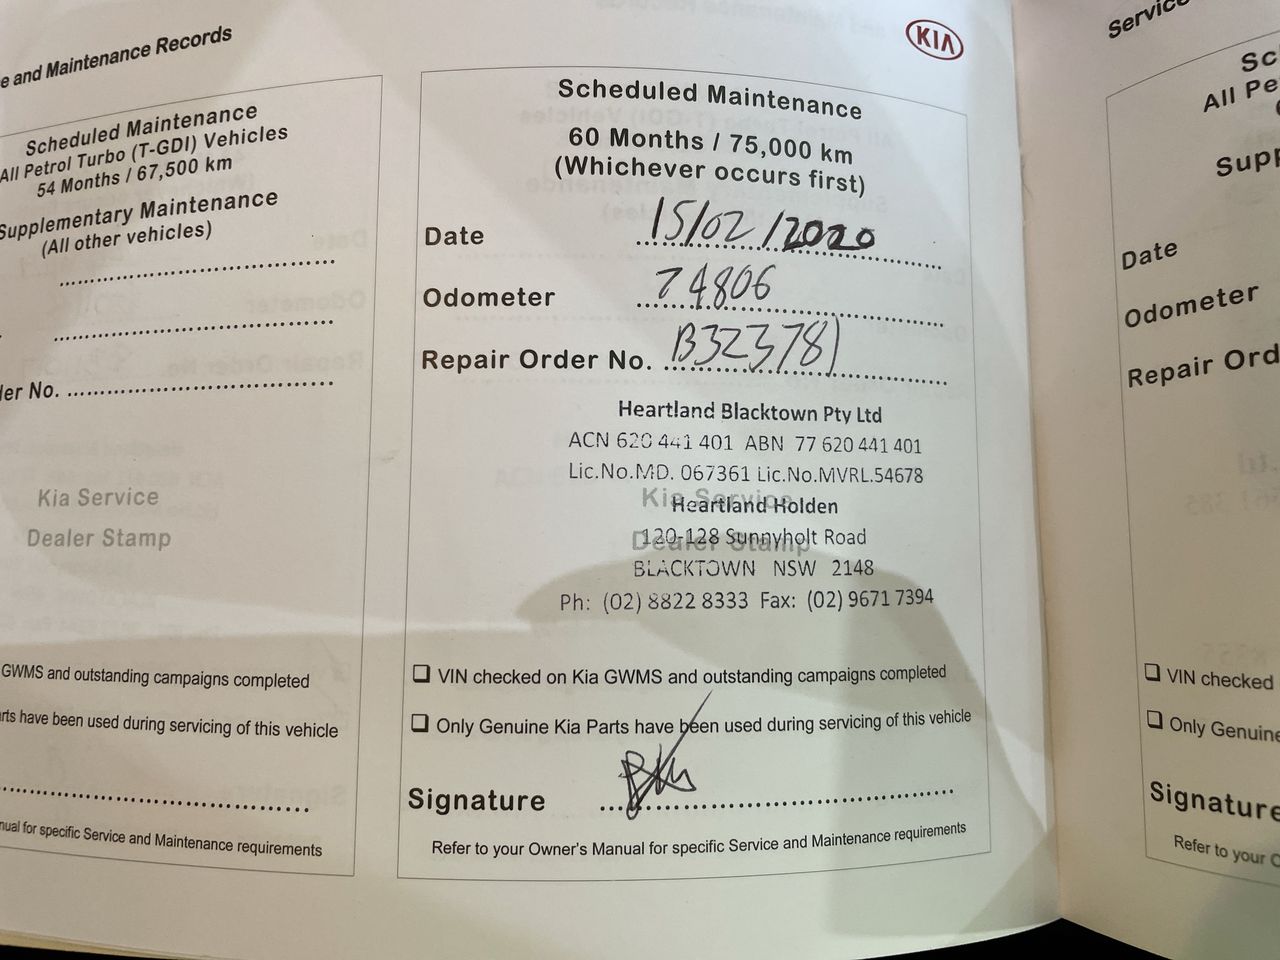 e and Maintenance Records
Scheduled Maintenance
All Petrol Turbo (T-GDI) Vehicles
54 Months / 67,500 km
Supplementary Maintenance
(All other vehicles)
er No.
Kia Service
Dealer Stamp
GWMS and outstanding campaigns completed
rts have been used during servicing of this vehicle
nual for specific Service and Maintenance requirements
KIA
Scheduled Maintenance
60 Months / 75,000 km
(Whichever occurs first)
Date 15/02/2020
Odometer 74806
Repair Order No. B323781
Heartland Blacktown Pty Ltd
ACN 620 441 401 ABN 77 620 441 401
Lic.No.MD. 067361 Lic.No.MVRL.54678
Kia Service
Heartland Holden
Dealer Stamp
120-128 Sunnyholt Road
BLACKTOWN NSW 2148
Ph: (02) 8822 8333 Fax: (02) 9671 7394
VIN checked on Kia GWMS and outstanding campaigns completed
Only Genuine Kia Parts have been used during servicing of this vehicle
Signature
Refer to your Owner's Manual for specific Service and Maintenance requirements
Service
Sc
All Pe
Supp
Date
Odometer
Repair Ord
VIN checked
Only Genuine
Signature
Refer to your O